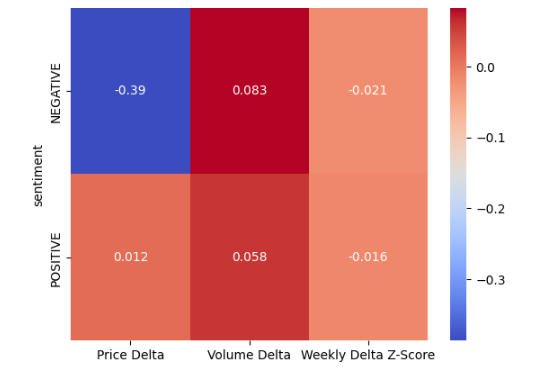 sentiment
NEGATIVE
-0.39
0.083
-0.021
POSITIVE
0.012
0.058
-0.016
Price Delta
Volume Delta
Weekly Delta Z-Score
0.0
−0.1
−0.2
−0.3